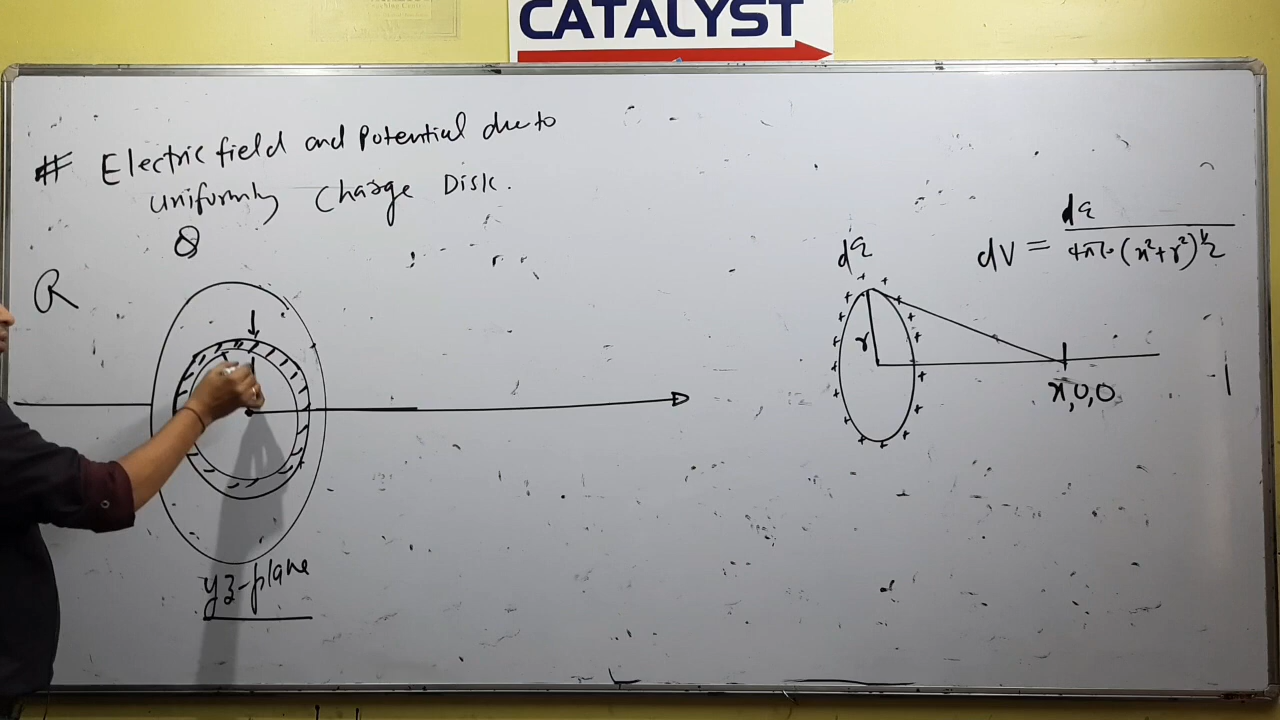 CATALYST
# Electric field and Potential due to
uniformly Charge Disk.
Q
R
yz-plane
dq
r
x,0,0
dV = dq / 4πε₀(x²+r²)^½